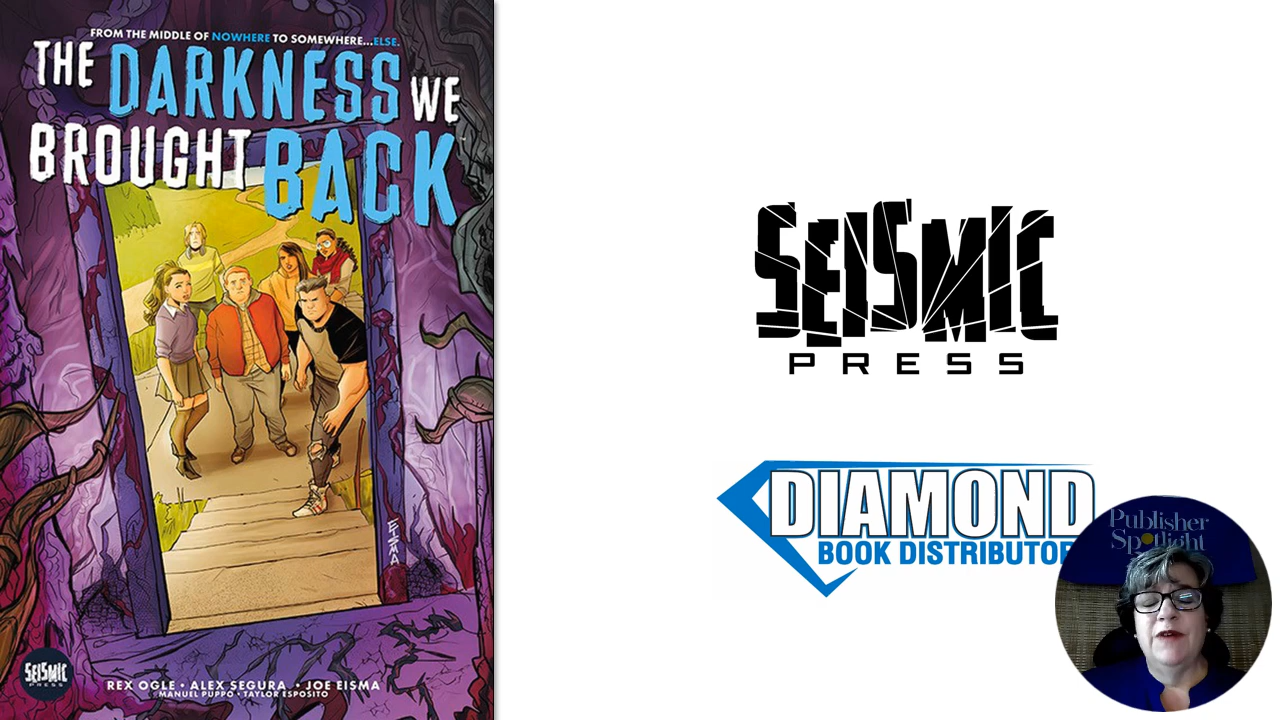 FROM THE MIDDLE OF NOWHERE TO SOMEWHERE...ELSE.
THE DARKNESS WE
BROUGHT BACK
EISMA
SEISMIC
PRESS
REX OGLE • ALEX SEGURA • JOE EISMA
MANUEL PUPPO • TAYLOR ESPOSITO
SEISMIC
PRESS
DIAMOND
BOOK DISTRIBUTOR
Publisher
Spotlight